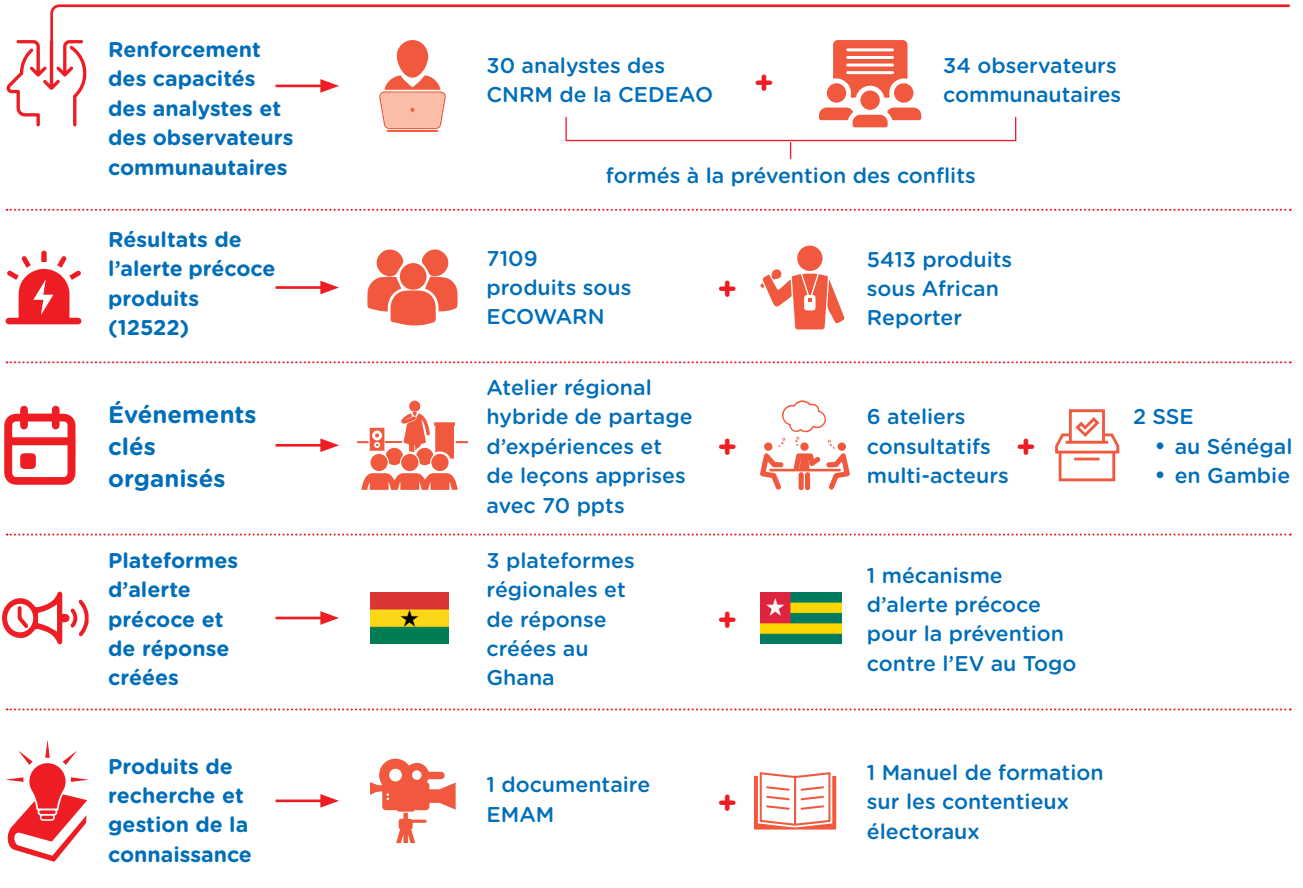 Renforcement
des capacités
des analystes et
des observateurs
communautaires
30 analystes des
CNRM de la CEDEAO
+
34 observateurs
communautaires
formés à la prévention des conflits
Résultats de
l’alerte précoce
produits
(12522)
7109
produits sous
ECOWARN
+
5413 produits
sous African
Reporter
Événements
clés
organisés
Atelier régional
hybride de partage
d’expériences et
de leçons apprises
avec 70 ppts
+
6 ateliers
consultatifs
multi-acteurs
+
2 SSE
• au Sénégal
• en Gambie
Plateformes
d’alerte
précoce et
de réponse
créées
3 plateformes
régionales et
de réponse
créées au
Ghana
+
1 mécanisme
d’alerte précoce
pour la prévention
contre l’EV au Togo
Produits de
recherche et
gestion de la
connaissance
1 documentaire
EMAM
+
1 Manuel de formation
sur les contentieux
électoraux